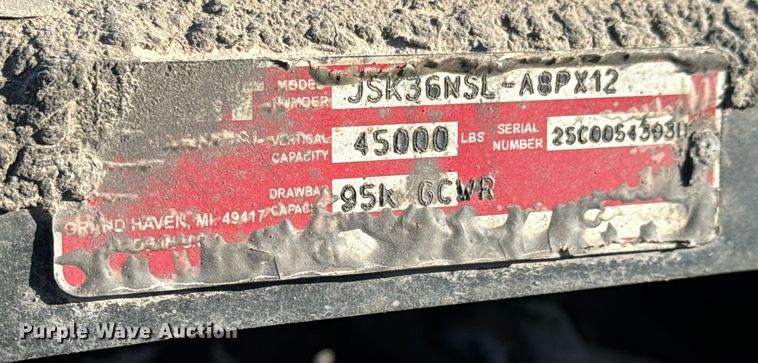 MODEL NUMBER JSK36NSL-A8PX12
VERTICAL CAPACITY 45000 LBS SERIAL NUMBER
DRAWBAR CAPACITY 95k GCWR
GRAND HAVEN, MI. 49417
Purple Wave Auction